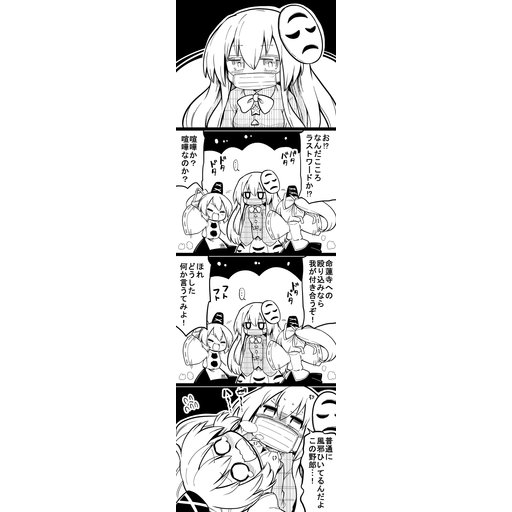 お!?
なんだこころ
ラストワードか!?
バタ
バタ
ドタ
ドタ
喧嘩か?
喧嘩なのか?
命蓮寺への
殴り込みなら
我が付き合うぞ!
ドタ
バタ
フト
フト
ほれ
どうした
何か言うてみよ!
普通に
風邪ひいてるんだよ
この野郎…!